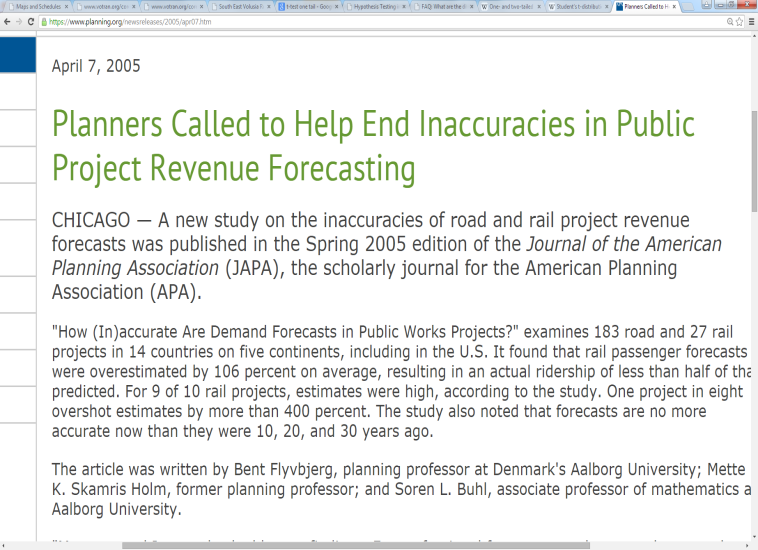 Maps and Schedules
www.votran.org/
www.votran.org/
South East Volusia
t-test one tail - Goog
Hypothesis Testing
FAQ: What are the
One- and two-tailed
Student's t-distribut
Planners Called to H
https://www.planning.org/newsreleases/2005/apr07.htm
April 7, 2005
Planners Called to Help End Inaccuracies in Public
Project Revenue Forecasting
CHICAGO — A new study on the inaccuracies of road and rail project revenue
forecasts was published in the Spring 2005 edition of the Journal of the American
Planning Association (JAPA), the scholarly journal for the American Planning
Association (APA).
"How (In)accurate Are Demand Forecasts in Public Works Projects?" examines 183 road and 27 rail
projects in 14 countries on five continents, including in the U.S. It found that rail passenger forecasts
were overestimated by 106 percent on average, resulting in an actual ridership of less than half of tha
predicted. For 9 of 10 rail projects, estimates were high, according to the study. One project in eight
overshot estimates by more than 400 percent. The study also noted that forecasts are no more
accurate now than they were 10, 20, and 30 years ago.
The article was written by Bent Flyvbjerg, planning professor at Denmark's Aalborg University; Mette
K. Skamris Holm, former planning professor; and Soren L. Buhl, associate professor of mathematics a
Aalborg University.